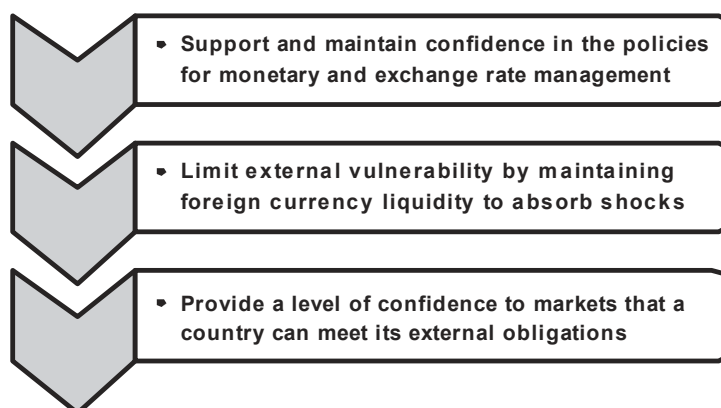 Support and maintain confidence in the policies
for monetary and exchange rate management
Limit external vulnerability by maintaining
foreign currency liquidity to absorb shocks
Provide a level of confidence to markets that a
country can meet its external obligations